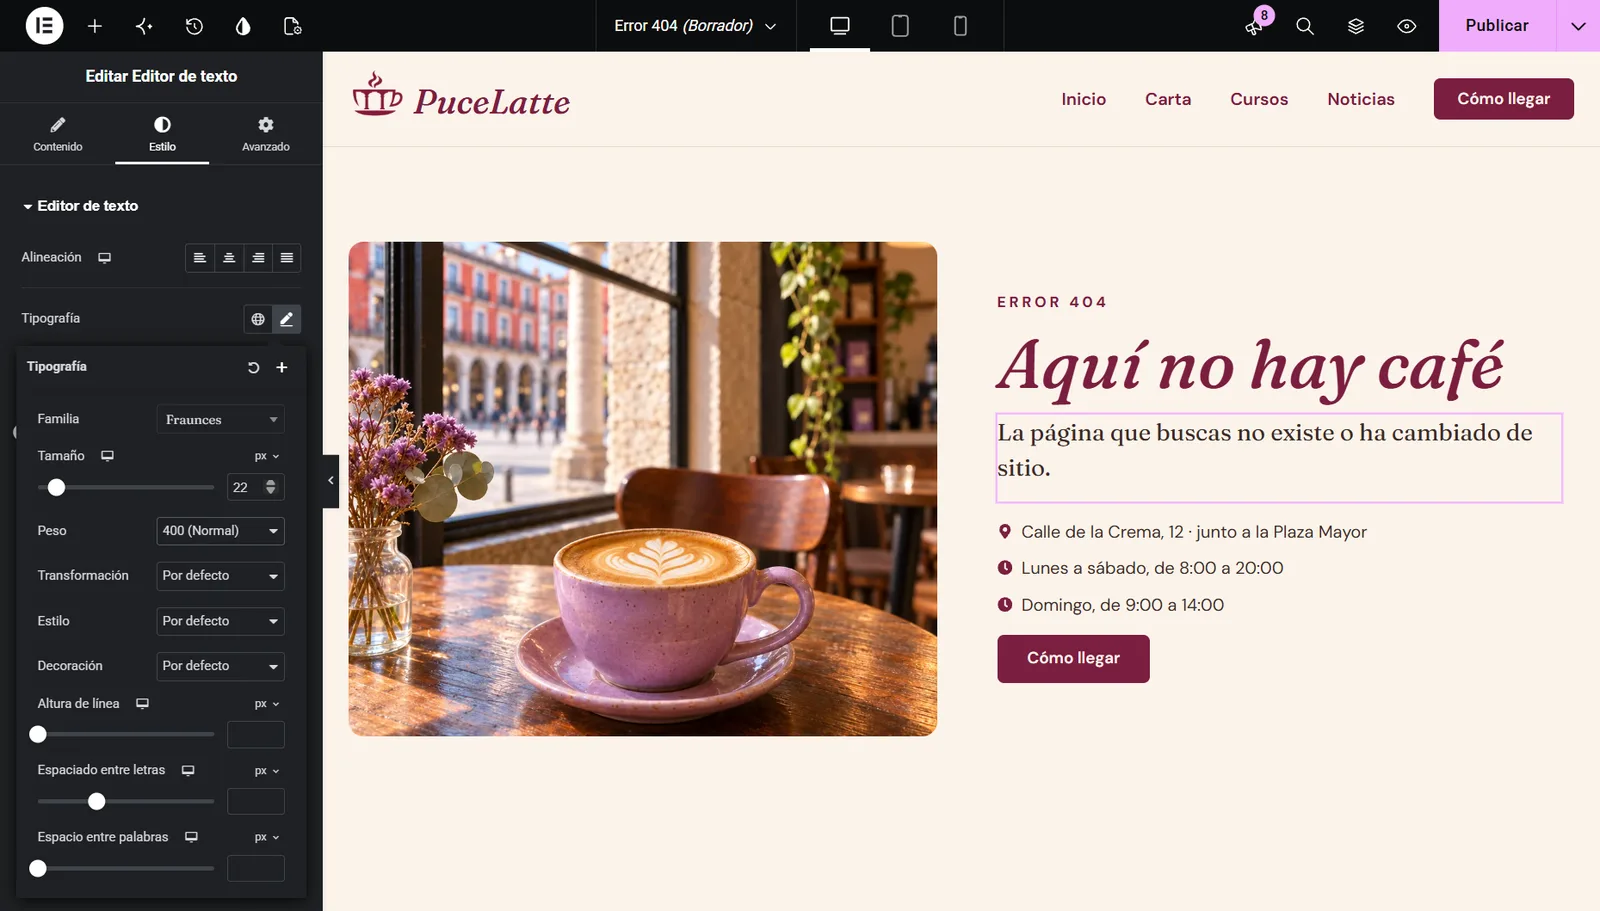 Error 404 (Borrador)
8
Publicar
Editar Editor de texto
Contenido
Estilo
Avanzado
Editor de texto
Alineación
Tipografía
Tipografía
Familia
Fraunces
Tamaño
px
22
Peso
400 (Normal)
Transformación
Por defecto
Estilo
Por defecto
Decoración
Por defecto
Altura de línea
px
Espaciado entre letras
px
Espacio entre palabras
px
PuceLatte
Inicio
Carta
Cursos
Noticias
Cómo llegar
ERROR 404
Aquí no hay café
La página que buscas no existe o ha cambiado de
sitio.
Calle de la Crema, 12 · junto a la Plaza Mayor
Lunes a sábado, de 8:00 a 20:00
Domingo, de 9:00 a 14:00
Cómo llegar